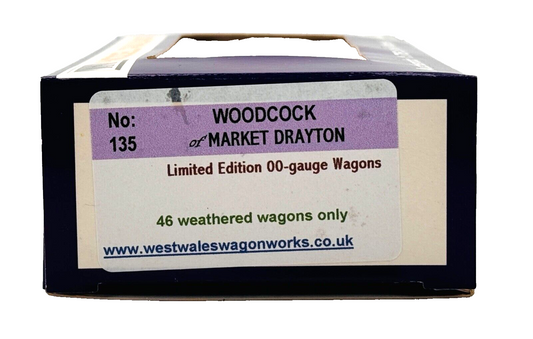 No: WOODCOCK
135 of MARKET DRAYTON
Limited Edition 00-gauge Wagons
46 weathered wagons only
www.westwaleswagonworks.co.uk